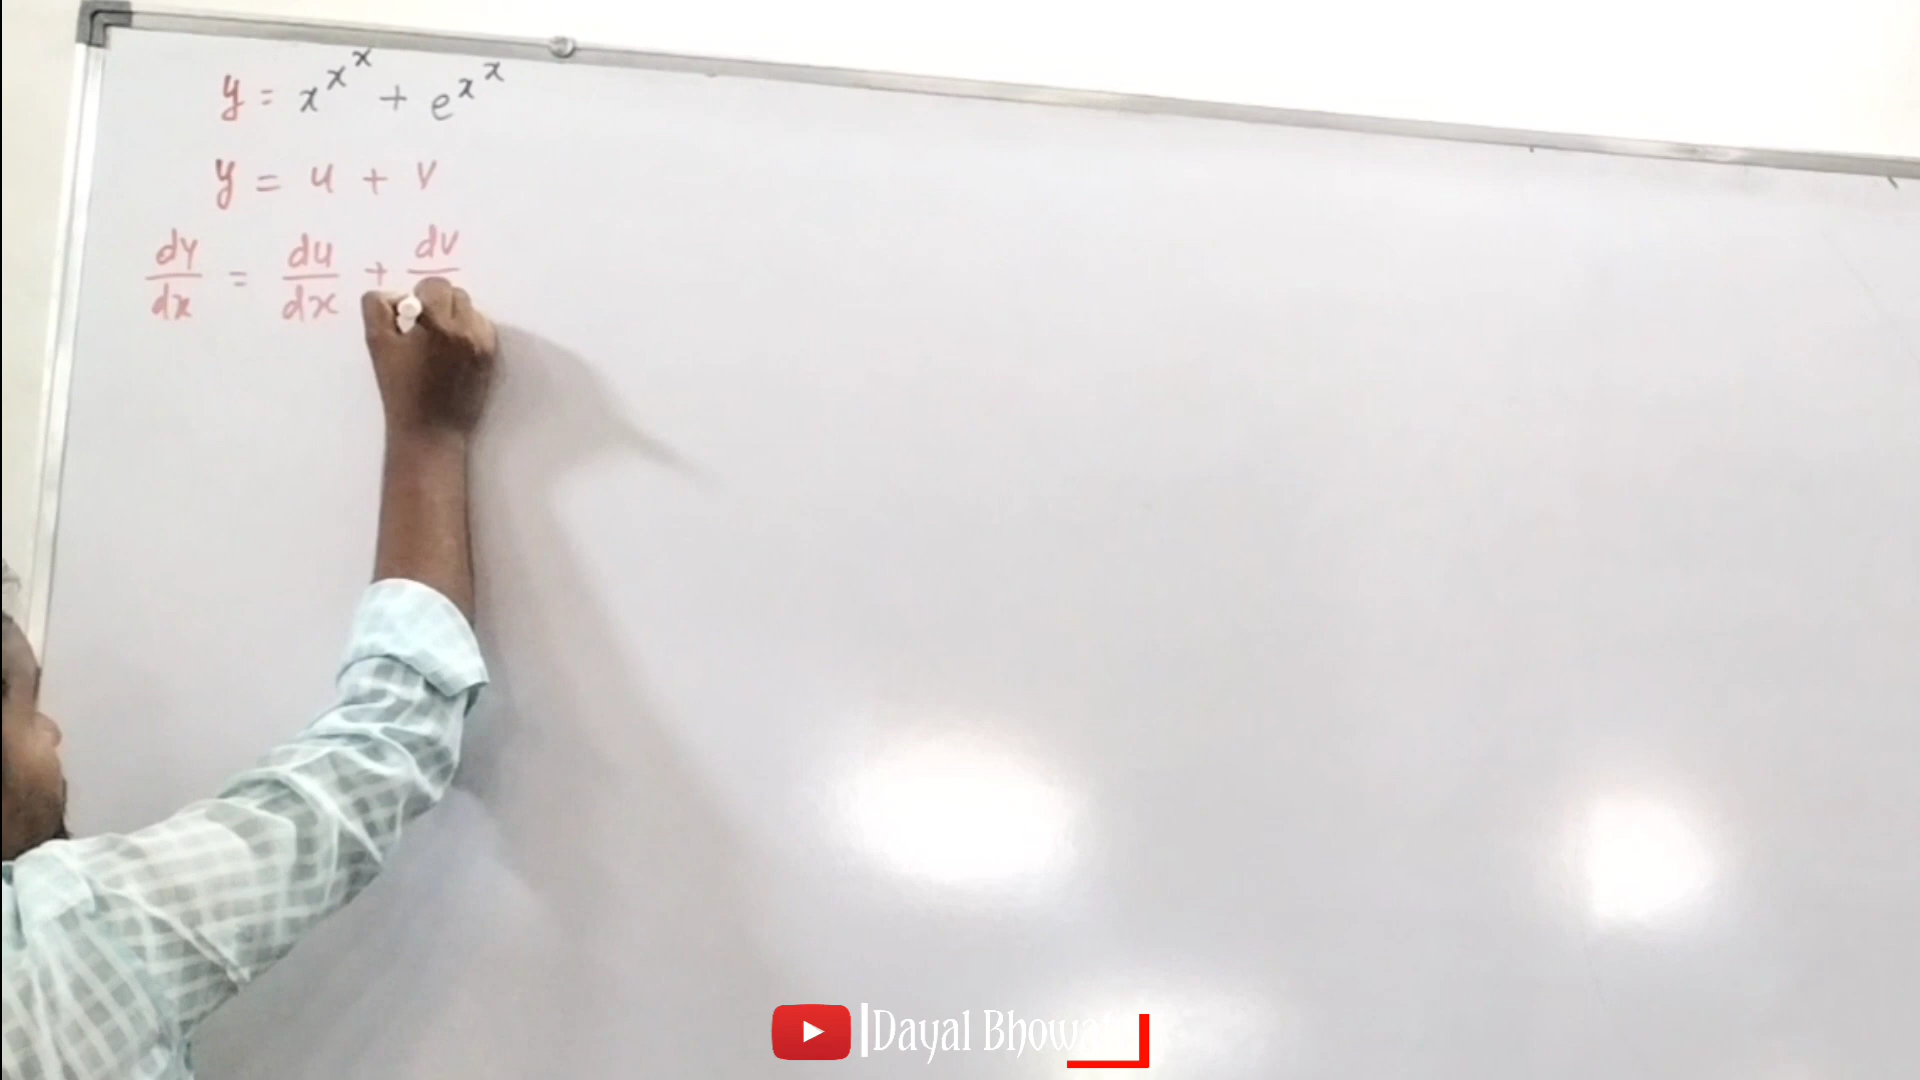 y = x^x^x + e^x^x
y = u + v
dy/dx = du/dx + dv
Dayal Bhow